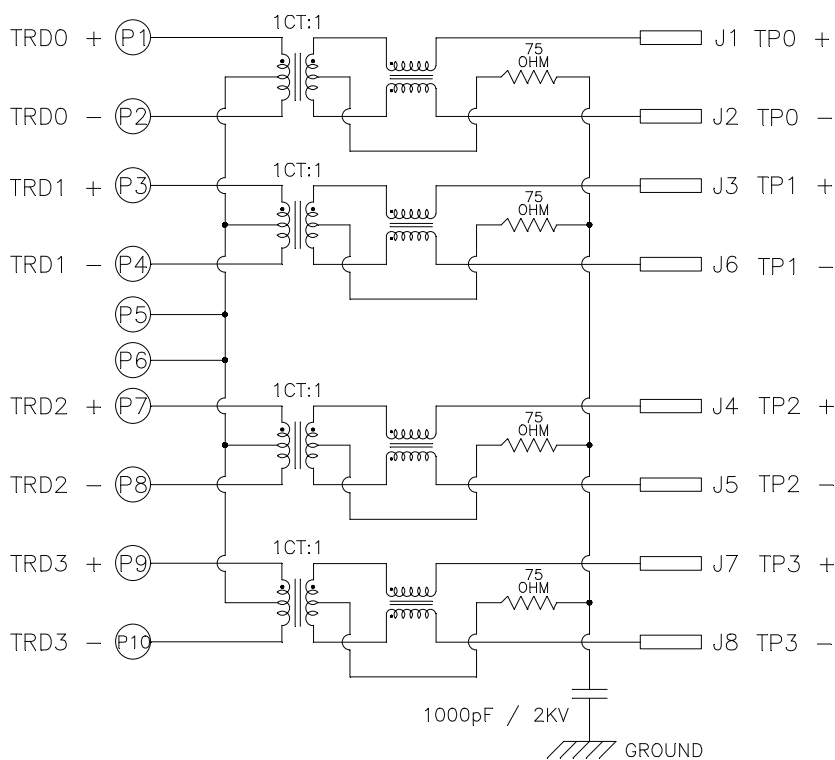 1CT:1
TRD0 + P1 75 OHM J1 TP0 +
TRD0 - P2 J2 TP0 -
1CT:1
TRD1 + P3 75 OHM J3 TP1 +
TRD1 - P4 J6 TP1 -
P5
P6
1CT:1
TRD2 + P7 75 OHM J4 TP2 +
TRD2 - P8 J5 TP2 -
1CT:1
TRD3 + P9 75 OHM J7 TP3 +
TRD3 - P10 J8 TP3 -
1000pF / 2KV
GROUND